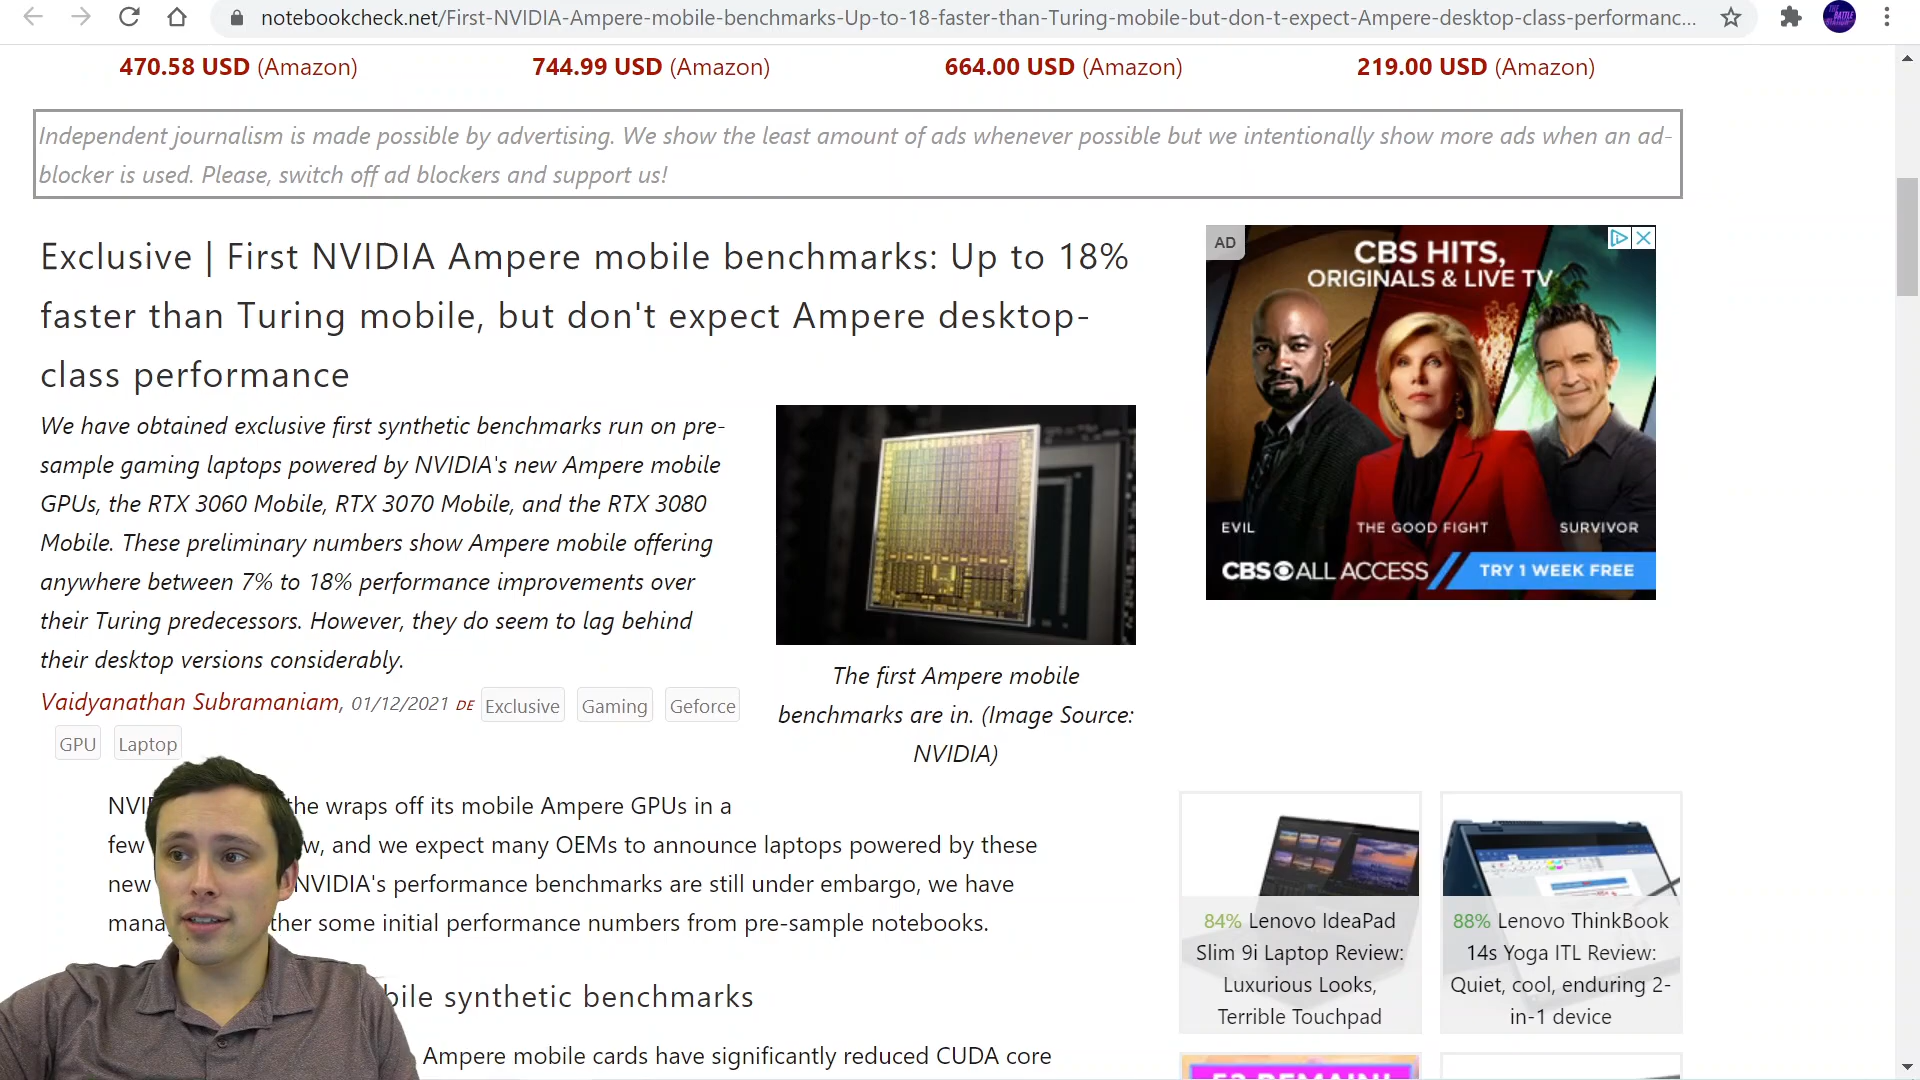 notebookcheck.net/First-NVIDIA-Ampere-mobile-benchmarks-Up-to-18-faster-than-Turing-mobile-but-don-t-expect-Ampere-desktop-class-performanc...
470.58 USD (Amazon)
744.99 USD (Amazon)
664.00 USD (Amazon)
219.00 USD (Amazon)
Independent journalism is made possible by advertising. We show the least amount of ads whenever possible but we intentionally show more ads when an ad-
blocker is used. Please, switch off ad blockers and support us!
Exclusive | First NVIDIA Ampere mobile benchmarks: Up to 18%
faster than Turing mobile, but don't expect Ampere desktop-
class performance
We have obtained exclusive first synthetic benchmarks run on pre-
sample gaming laptops powered by NVIDIA's new Ampere mobile
GPUs, the RTX 3060 Mobile, RTX 3070 Mobile, and the RTX 3080
Mobile. These preliminary numbers show Ampere mobile offering
anywhere between 7% to 18% performance improvements over
their Turing predecessors. However, they do seem to lag behind
their desktop versions considerably.
Vaidyanathan Subramaniam, 01/12/2021 DE Exclusive Gaming Geforce
GPU Laptop
The first Ampere mobile
benchmarks are in. (Image Source:
NVIDIA)
the wraps off its mobile Ampere GPUs in a
few and we expect many OEMs to announce laptops powered by these
new NVIDIA's performance benchmarks are still under embargo, we have
some initial performance numbers from pre-sample notebooks.
synthetic benchmarks
Ampere mobile cards have significantly reduced CUDA core
AD
CBS HITS,
ORIGINALS & LIVE TV
EVIL
THE GOOD FIGHT
SURVIVOR
CBS ALL ACCESS
TRY 1 WEEK FREE
84% Lenovo IdeaPad
Slim 9i Laptop Review:
Luxurious Looks,
Terrible Touchpad
88% Lenovo ThinkBook
14s Yoga ITL Review:
Quiet, cool, enduring 2-
in-1 device